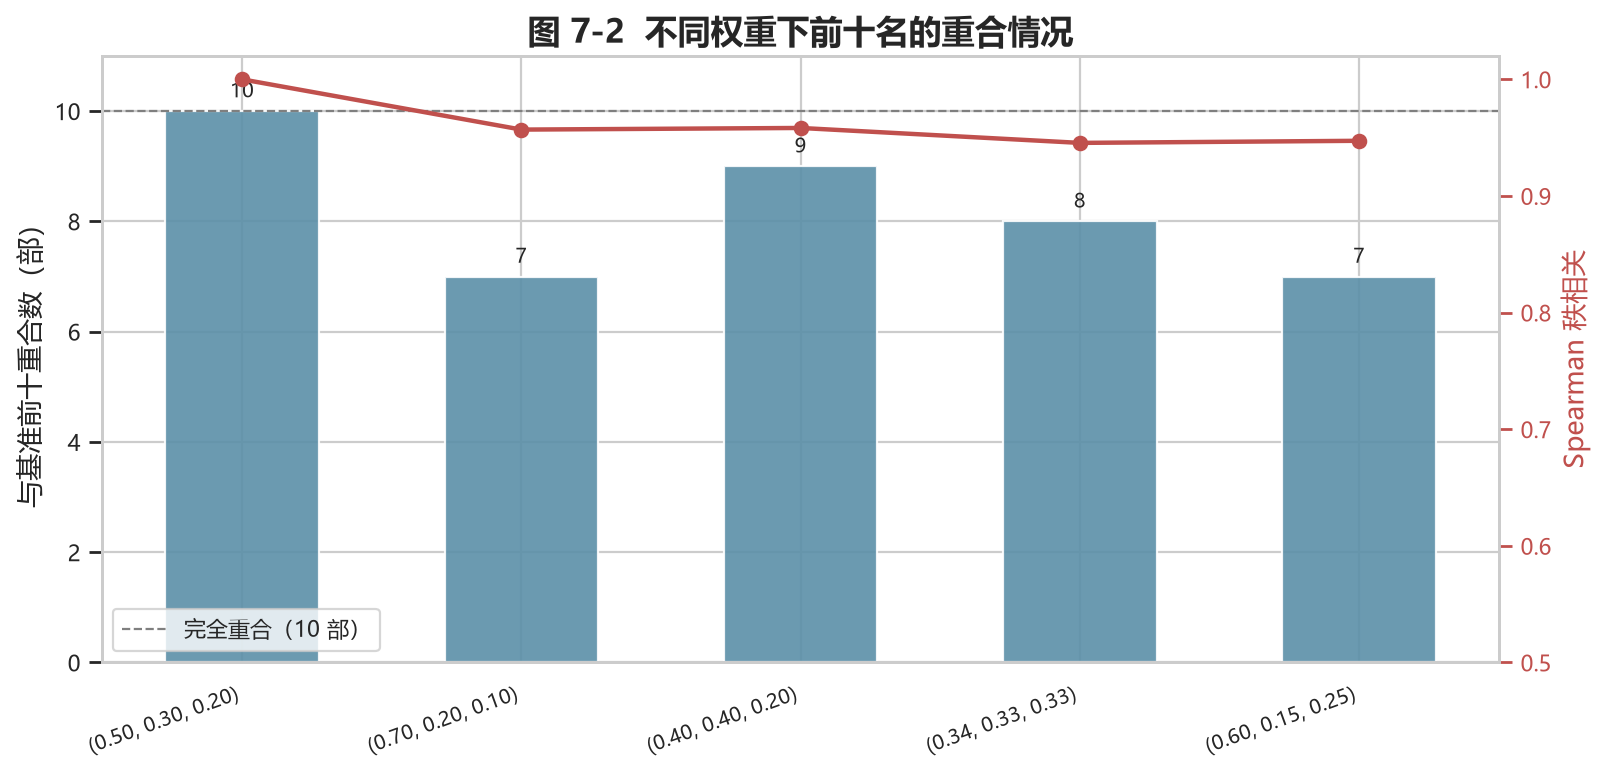 图 7-2 不同权重下前十名的重合情况
与基准前十重合数（部）
10
8
6
4
2
0
10
7
9
8
7
完全重合（10 部）
(0.50, 0.30, 0.20)
(0.70, 0.20, 0.10)
(0.40, 0.40, 0.20)
(0.34, 0.33, 0.33)
(0.60, 0.15, 0.25)
1.0
0.9
0.8
0.7
0.6
0.5
Spearman 秩相关